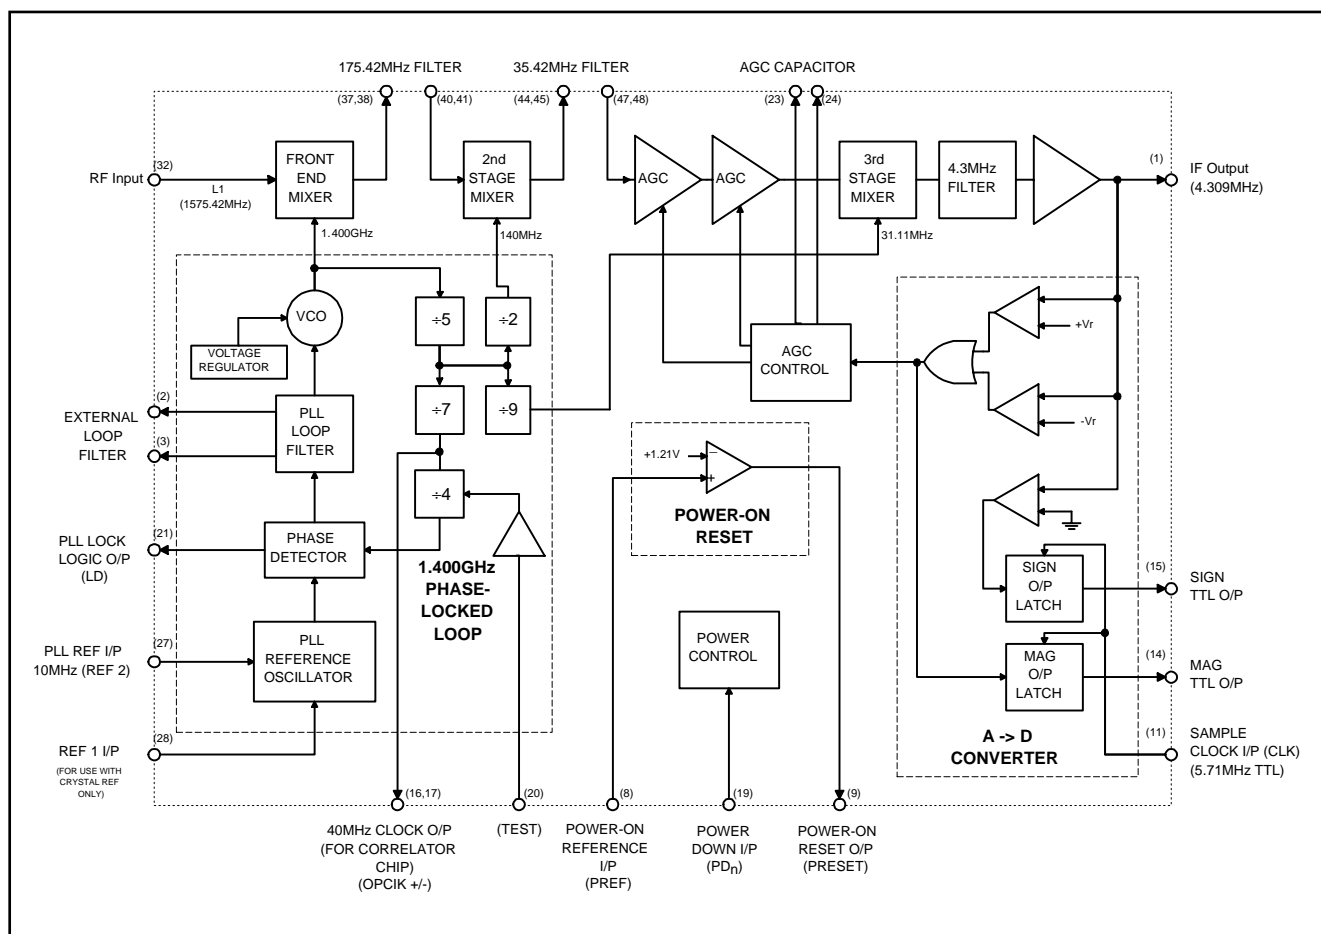 175.42MHz FILTER
35.42MHz FILTER
AGC CAPACITOR
(37,38)
(40,41)
(44,45)
(47,48)
(23)
(24)
RF Input
(32)
L1
(1575.42MHz)
FRONT
END
MIXER
2nd
STAGE
MIXER
AGC
AGC
3rd
STAGE
MIXER
4.3MHz
FILTER
(1)
IF Output
(4.309MHz)
1.400GHz
140MHz
31.11MHz
VCO
÷5
÷2
VOLTAGE
REGULATOR
AGC
CONTROL
+Vr
-Vr
(2)
EXTERNAL
LOOP
FILTER
(3)
PLL
LOOP
FILTER
÷7
÷9
÷4
+1.21V
−
+
POWER-ON
RESET
(21)
PLL LOCK
LOGIC O/P
(LD)
PHASE
DETECTOR
1.400GHz
PHASE-
LOCKED
LOOP
SIGN
O/P
LATCH
(15)
SIGN
TTL O/P
(27)
PLL REF I/P
10MHz (REF 2)
PLL
REFERENCE
OSCILLATOR
POWER
CONTROL
MAG
O/P
LATCH
(14)
MAG
TTL O/P
(28)
REF 1 I/P
(FOR USE WITH
CRYSTAL REF
ONLY)
A -> D
CONVERTER
(11)
SAMPLE
CLOCK I/P (CLK)
(5.71MHz TTL)
(16,17)
(20)
(8)
(19)
(9)
40MHz CLOCK O/P
(FOR CORRELATOR
CHIP)
(OPCIK +/-)
(TEST)
POWER-ON
REFERENCE
I/P
(PREF)
POWER
DOWN I/P
(PDn)
POWER-ON
RESET O/P
(PRESET)